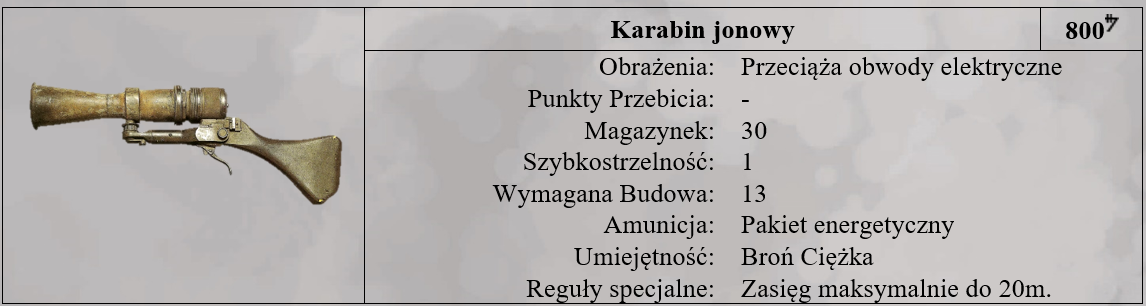 Karabin jonowy 800
Obrażenia: Przeciąża obwody elektryczne
Punkty Przebicia: -
Magazynek: 30
Szybkostrzelność: 1
Wymagana Budowa: 13
Amunicja: Pakiet energetyczny
Umiejętność: Broń Ciężka
Reguły specjalne: Zasięg maksymalnie do 20m.